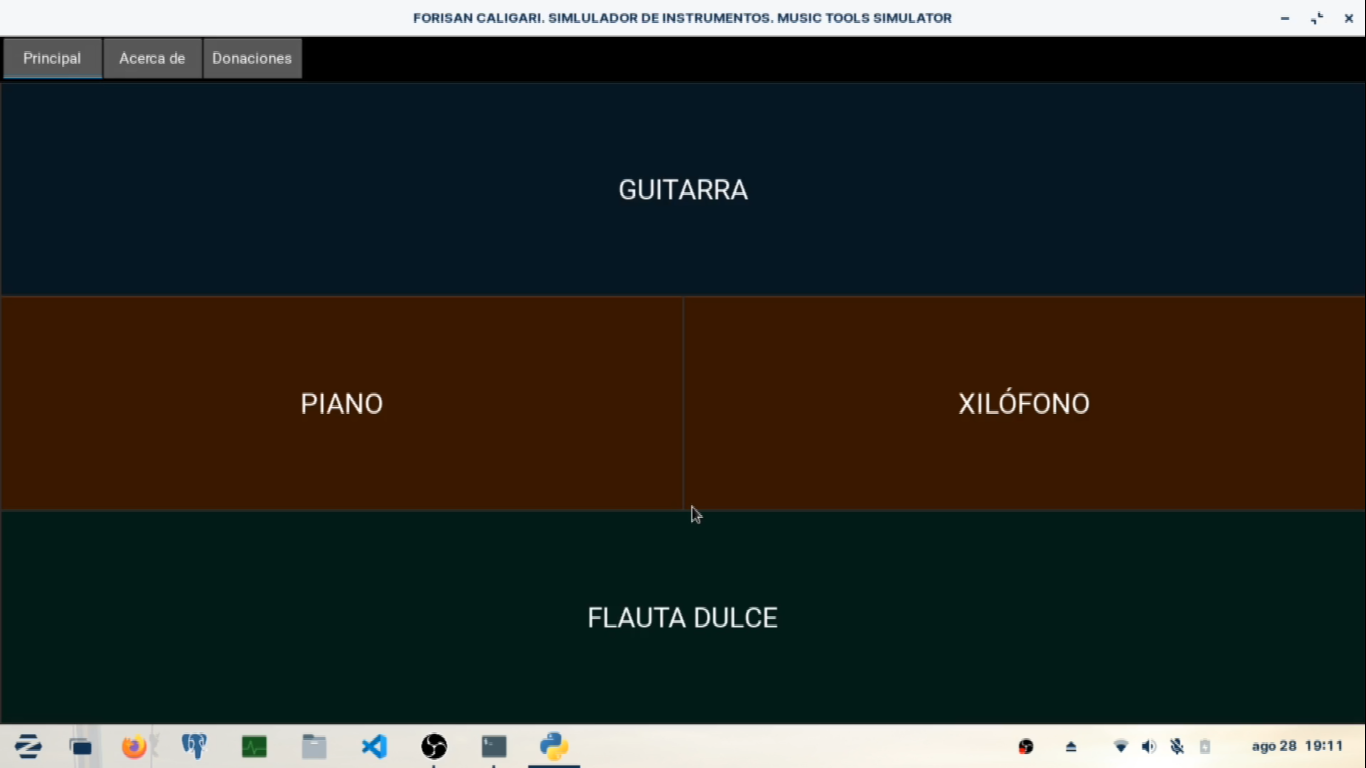 FORISAN CALIGARI. SIMLULADOR DE INSTRUMENTOS. MUSIC TOOLS SIMULATOR
Principal Acerca de Donaciones
GUITARRA
PIANO XILÓFONO
FLAUTA DULCE
ago 28 19:11